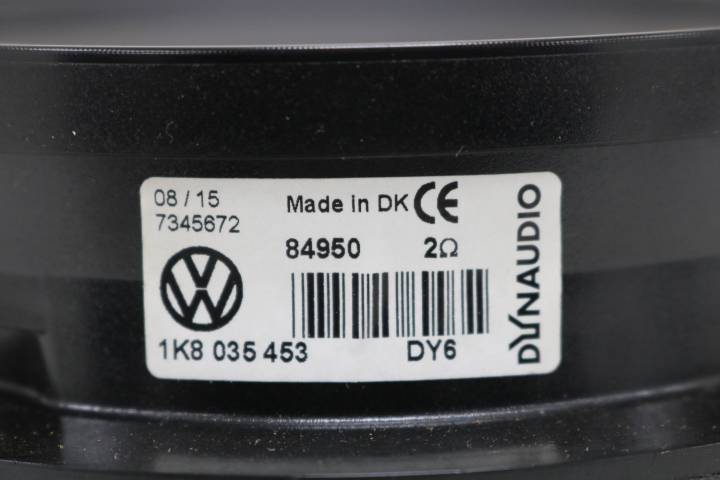 08 / 15
7345672
Made in DK CE
84950 2Ω
1K8 035 453 DY6
DYNAUDIO